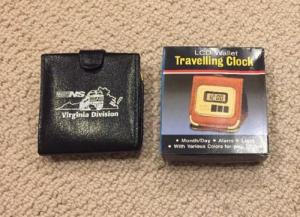 NS
Virginia Division
LCD Wallet
Travelling Clock
• Month/Day • Alarm • Light
• With Various Colors for